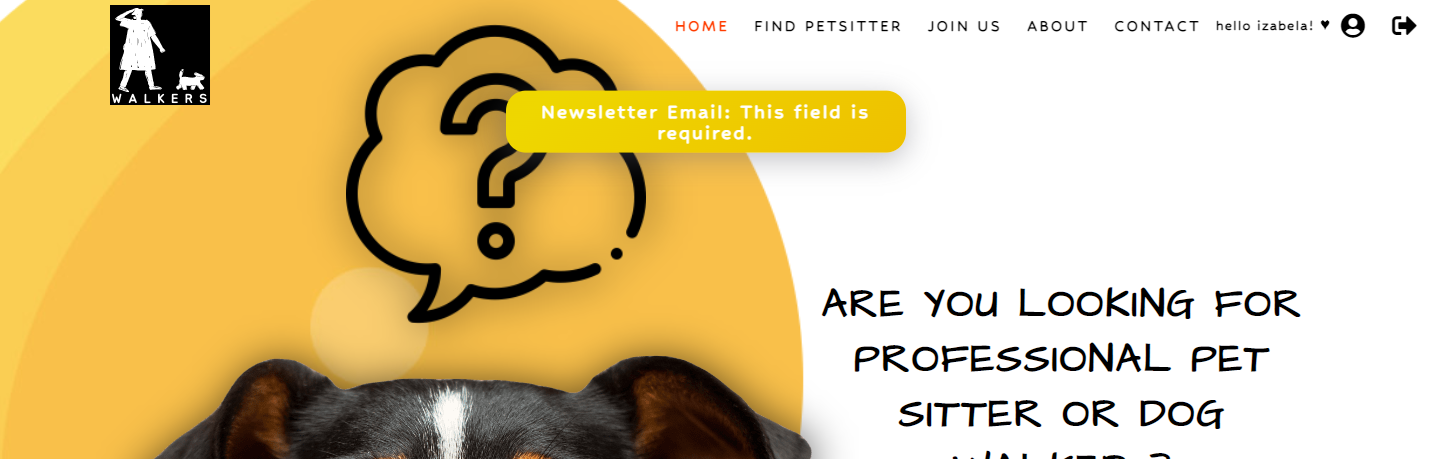 WALKERS
HOME FIND PETSITTER JOIN US ABOUT CONTACT hello izabela! ♥
Newsletter Email: This field is
required.
ARE YOU LOOKING FOR
PROFESSIONAL PET
SITTER OR DOG
WALKER ?